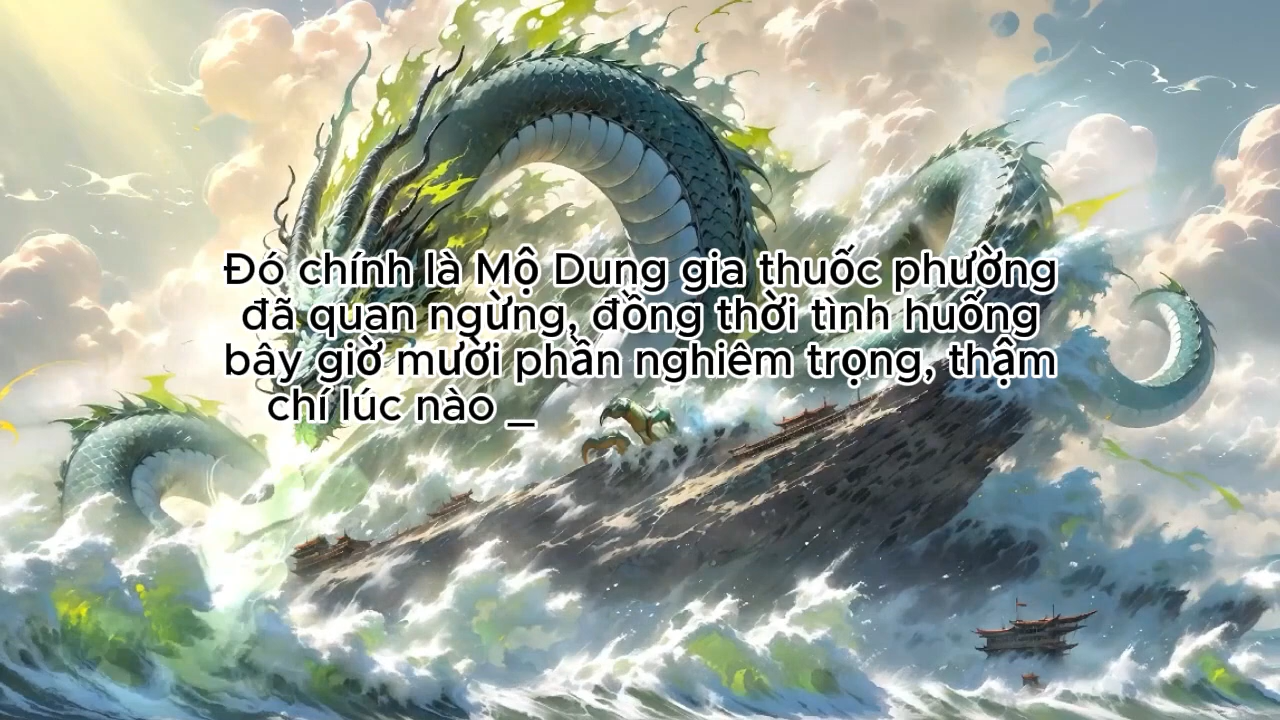 Đó chính là Mộ Dung gia thuốc phường
đã quan ngừng, đồng thời tình huống
bây giờ mười phần nghiêm trọng, thậm
chí lúc nào _